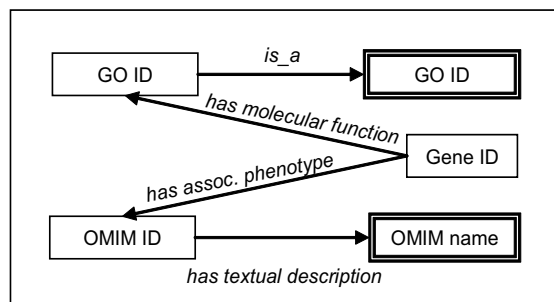 is_a
GO ID
GO ID
has molecular function
Gene ID
has assoc. phenotype
OMIM ID
OMIM name
has textual description